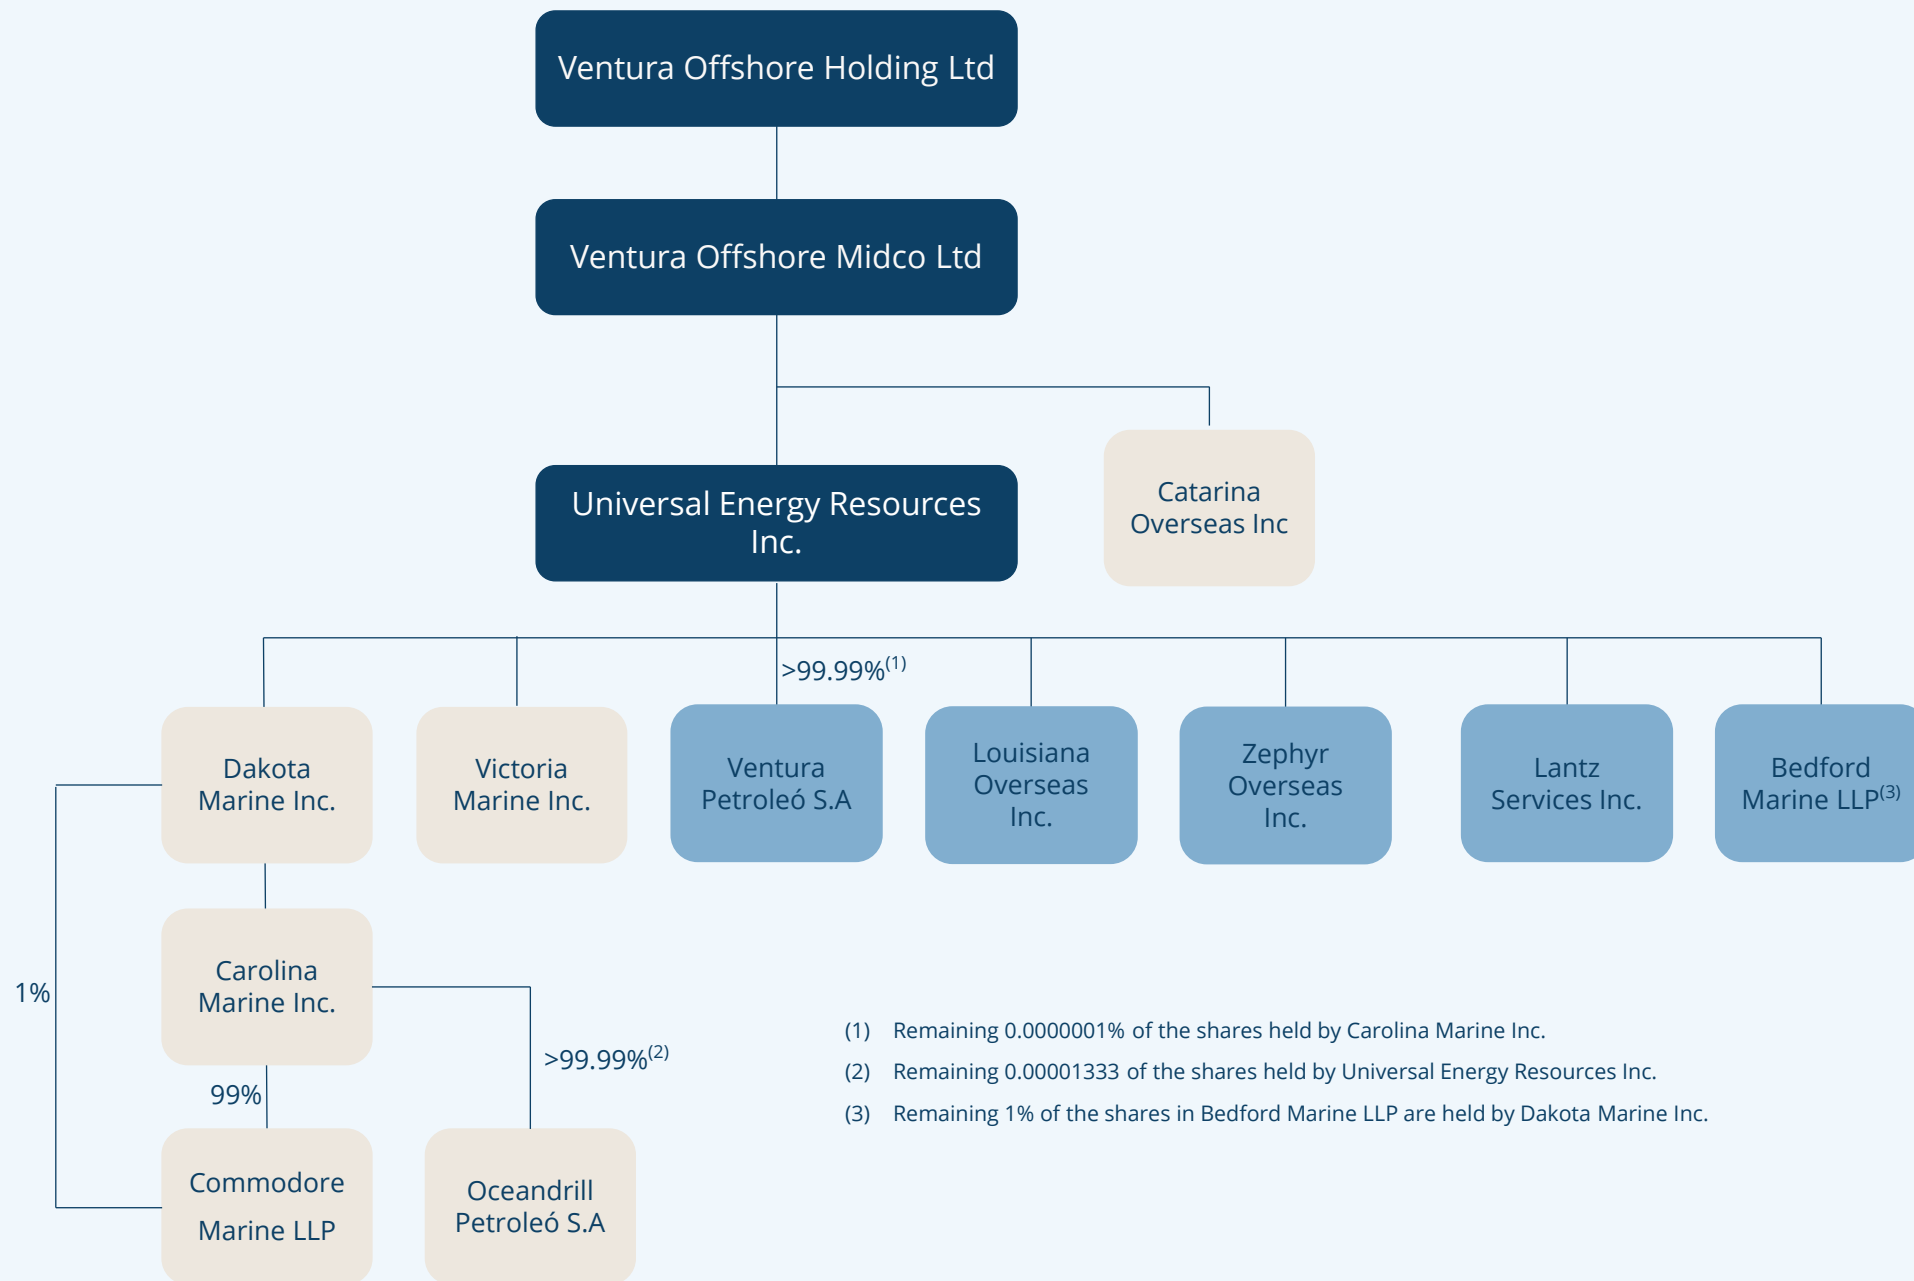 Ventura Offshore Holding Ltd
Ventura Offshore Midco Ltd
Universal Energy Resources
Inc.
Catarina
Overseas Inc
>99.99%(1)
Dakota
Marine Inc.
Victoria
Marine Inc.
Ventura
Petroleó S.A
Louisiana
Overseas
Inc.
Zephyr
Overseas
Inc.
Lantz
Services Inc.
Bedford
Marine LLP(3)
Carolina
Marine Inc.
1%
>99.99%(2)
99%
Commodore
Marine LLP
Oceandrill
Petroleó S.A
(1) Remaining 0.0000001% of the shares held by Carolina Marine Inc.
(2) Remaining 0.00001333 of the shares held by Universal Energy Resources Inc.
(3) Remaining 1% of the shares in Bedford Marine LLP are held by Dakota Marine Inc.